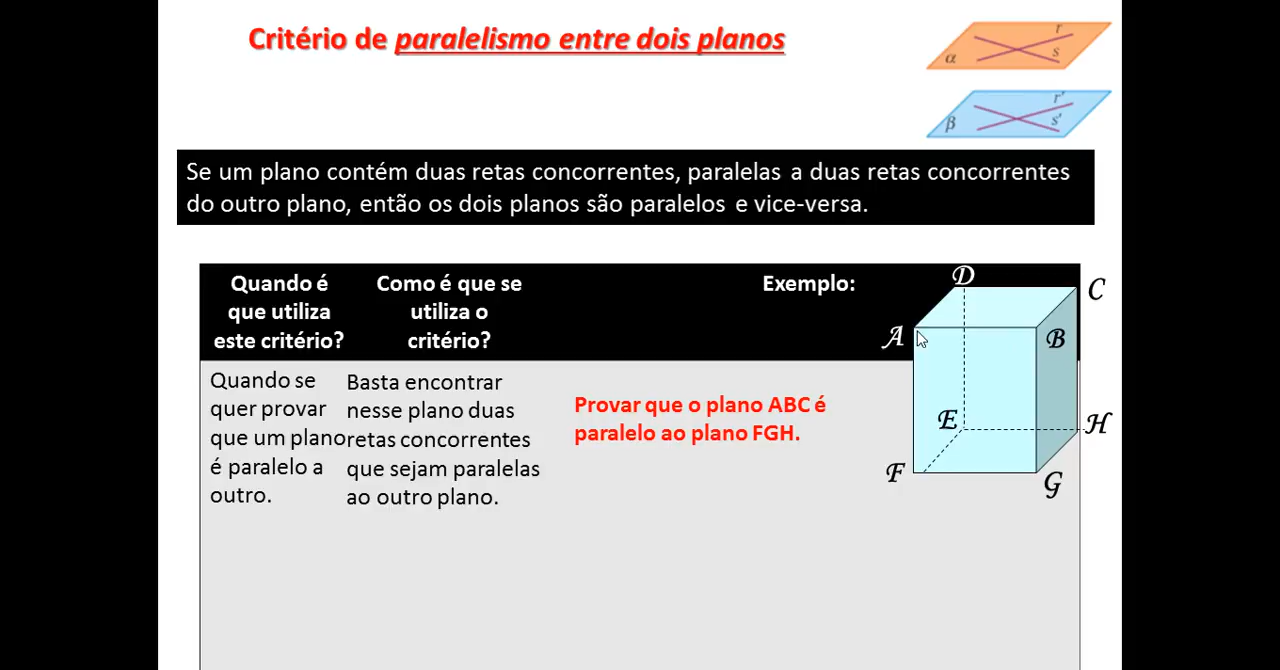 Critério de paralelismo entre dois planos
r
α
s
r'
β
s'
Se um plano contém duas retas concorrentes, paralelas a duas retas concorrentes
do outro plano, então os dois planos são paralelos e vice-versa.
Quando é
que utiliza
este critério?
Como é que se
utiliza o
critério?
Exemplo:
Quando se
quer provar
que um plano
é paralelo a
outro.
Basta encontrar
nesse plano duas
retas concorrentes
que sejam paralelas
ao outro plano.
Provar que o plano ABC é
paralelo ao plano FGH.
D
C
A
B
E
H
F
G